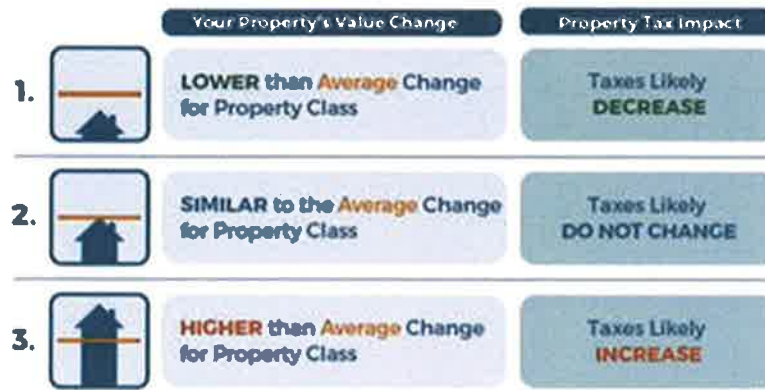 Your Property's Value Change
Property Tax Impact
1.
LOWER than Average Change
for Property Class
Taxes Likely
DECREASE
2.
SIMILAR to the Average Change
for Property Class
Taxes Likely
DO NOT CHANGE
3.
HIGHER than Average Change
for Property Class
Taxes Likely
INCREASE